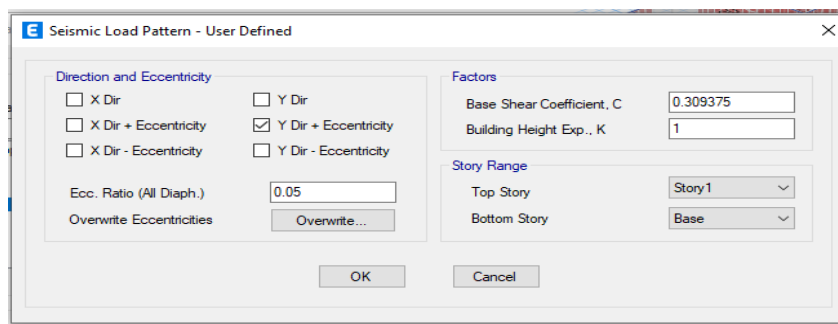 E Seismic Load Pattern - User Defined
Direction and Eccentricity
X Dir
Y Dir
X Dir + Eccentricity
Y Dir + Eccentricity
X Dir - Eccentricity
Y Dir - Eccentricity
Ecc. Ratio (All Diaph.) 0.05
Overwrite Eccentricities Overwrite...
Factors
Base Shear Coefficient, C 0.309375
Building Height Exp., K 1
Story Range
Top Story Story1
Bottom Story Base
OK
Cancel